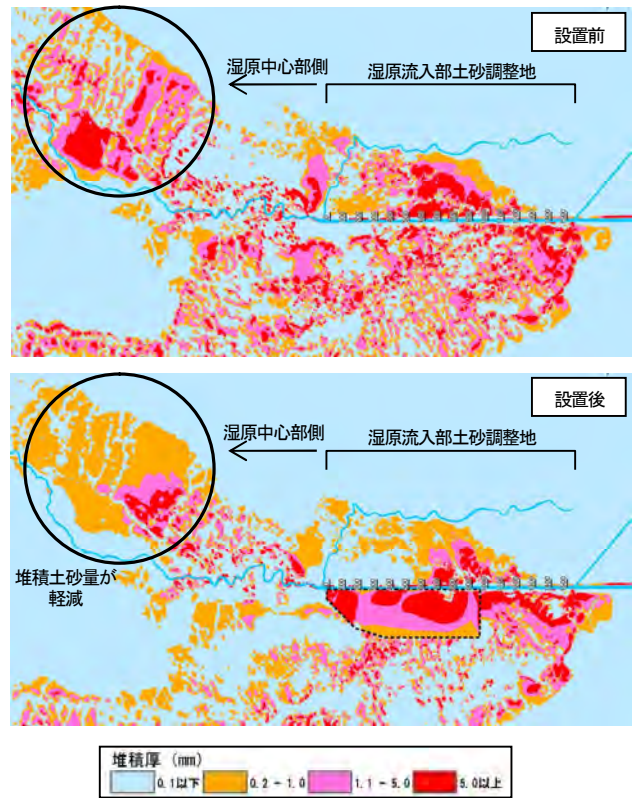 設置前
湿原中心部側
湿原流入部土砂調整地
設置後
湿原中心部側
湿原流入部土砂調整地
堆積土砂量が
軽減
堆積厚 (mm)
0.1以下 0.2 - 1.0 1.1 - 5.0 5.0以上